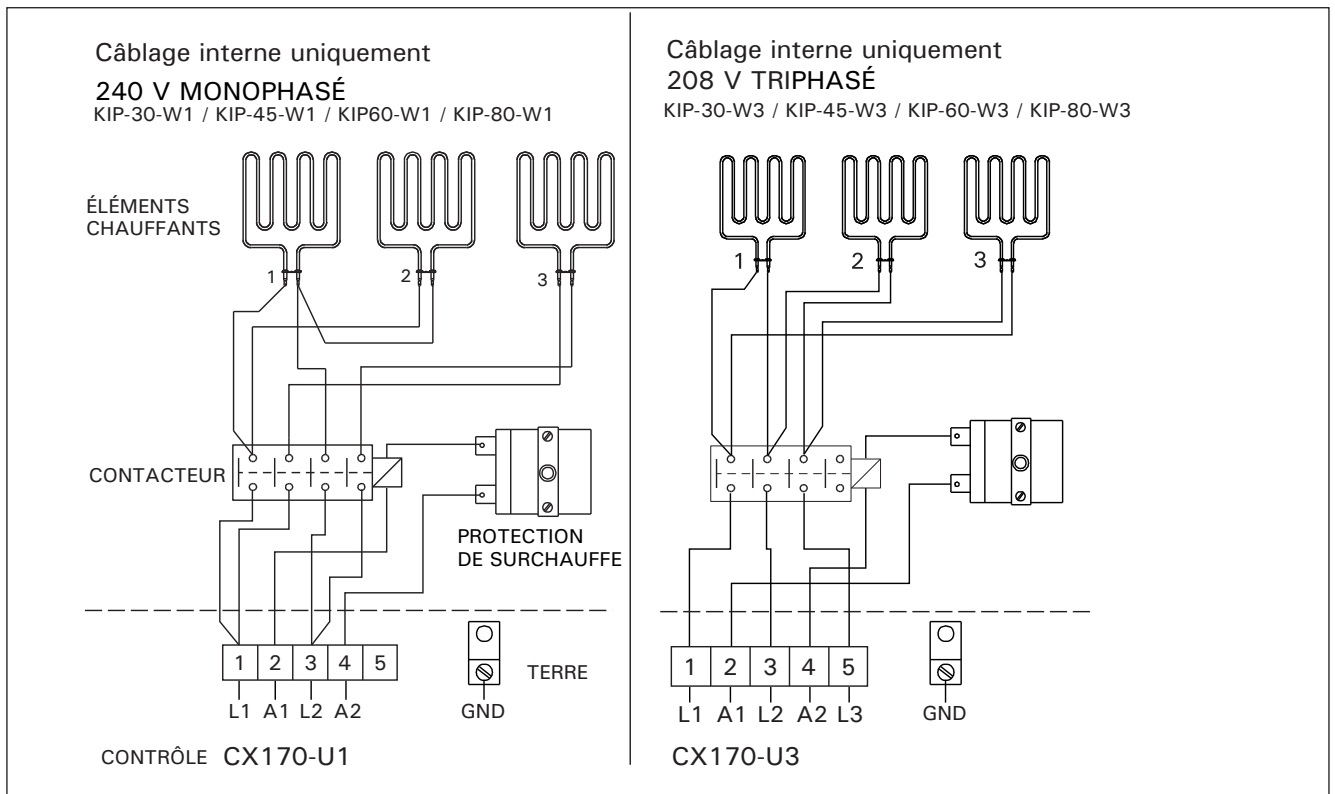 Câblage interne uniquement
240 V MONOPHASÉ
KIP-30-W1 / KIP-45-W1 / KIP60-W1 / KIP-80-W1
ÉLÉMENTS
CHAUFFANTS
1
2
3
CONTACTEUR
PROTECTION
DE SURCHAUFFE
1 2 3 4 5
TERRE
L1 A1 L2 A2
GND
CONTRÔLE CX170-U1
Câblage interne uniquement
208 V TRIPHASÉ
KIP-30-W3 / KIP-45-W3 / KIP-60-W3 / KIP-80-W3
1
2
3
1 2 3 4 5
L1 A1 L2 A2 L3
GND
CX170-U3